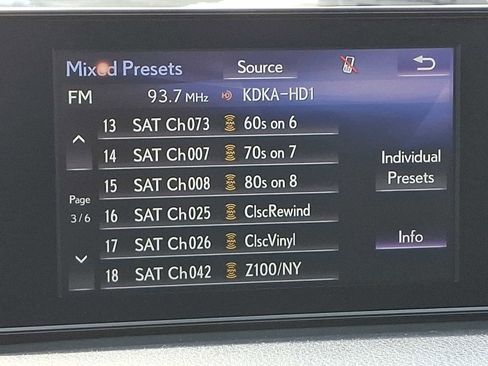 Mixed Presets Source
FM 93.7 MHz HD KDKA-HD1
13 SAT Ch073 60s on 6
14 SAT Ch007 70s on 7
15 SAT Ch008 80s on 8
16 SAT Ch025 ClscRewind
17 SAT Ch026 ClscVinyl
18 SAT Ch042 Z100/NY
Page
3/6
Individual
Presets
Info